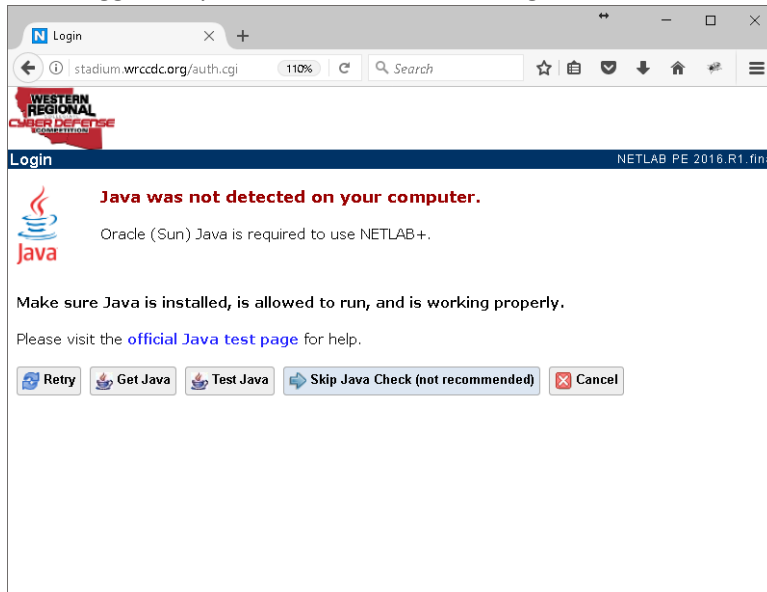 Login
stadium.wrccdc.org/auth.cgi 110% Search
WESTERN
REGIONAL
CYBER DEFENSE
COMPETITION
Login NETLAB PE 2016.R1.fin
Java was not detected on your computer.
Oracle (Sun) Java is required to use NETLAB+.
Java
Make sure Java is installed, is allowed to run, and is working properly.
Please visit the official Java test page for help.
Retry Get Java Test Java Skip Java Check (not recommended) Cancel